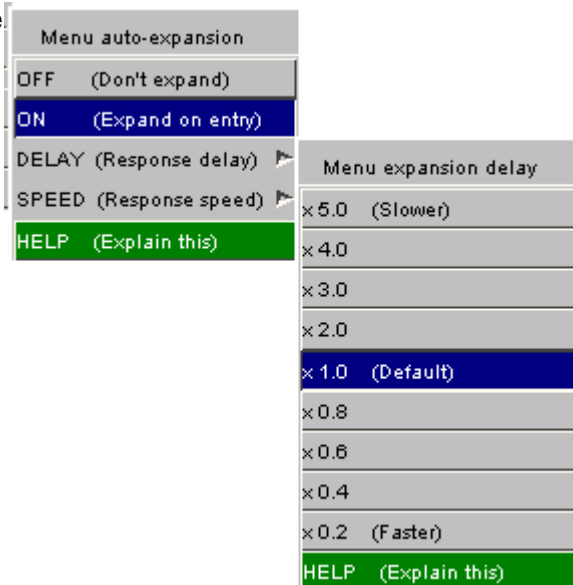 e
Menu auto-expansion
OFF (Don't expand)
ON (Expand on entry)
DELAY (Response delay)
SPEED (Response speed)
HELP (Explain this)
Menu expansion delay
x 5.0 (Slower)
x 4.0
x 3.0
x 2.0
x 1.0 (Default)
x 0.8
x 0.6
x 0.4
x 0.2 (Faster)
HELP (Explain this)